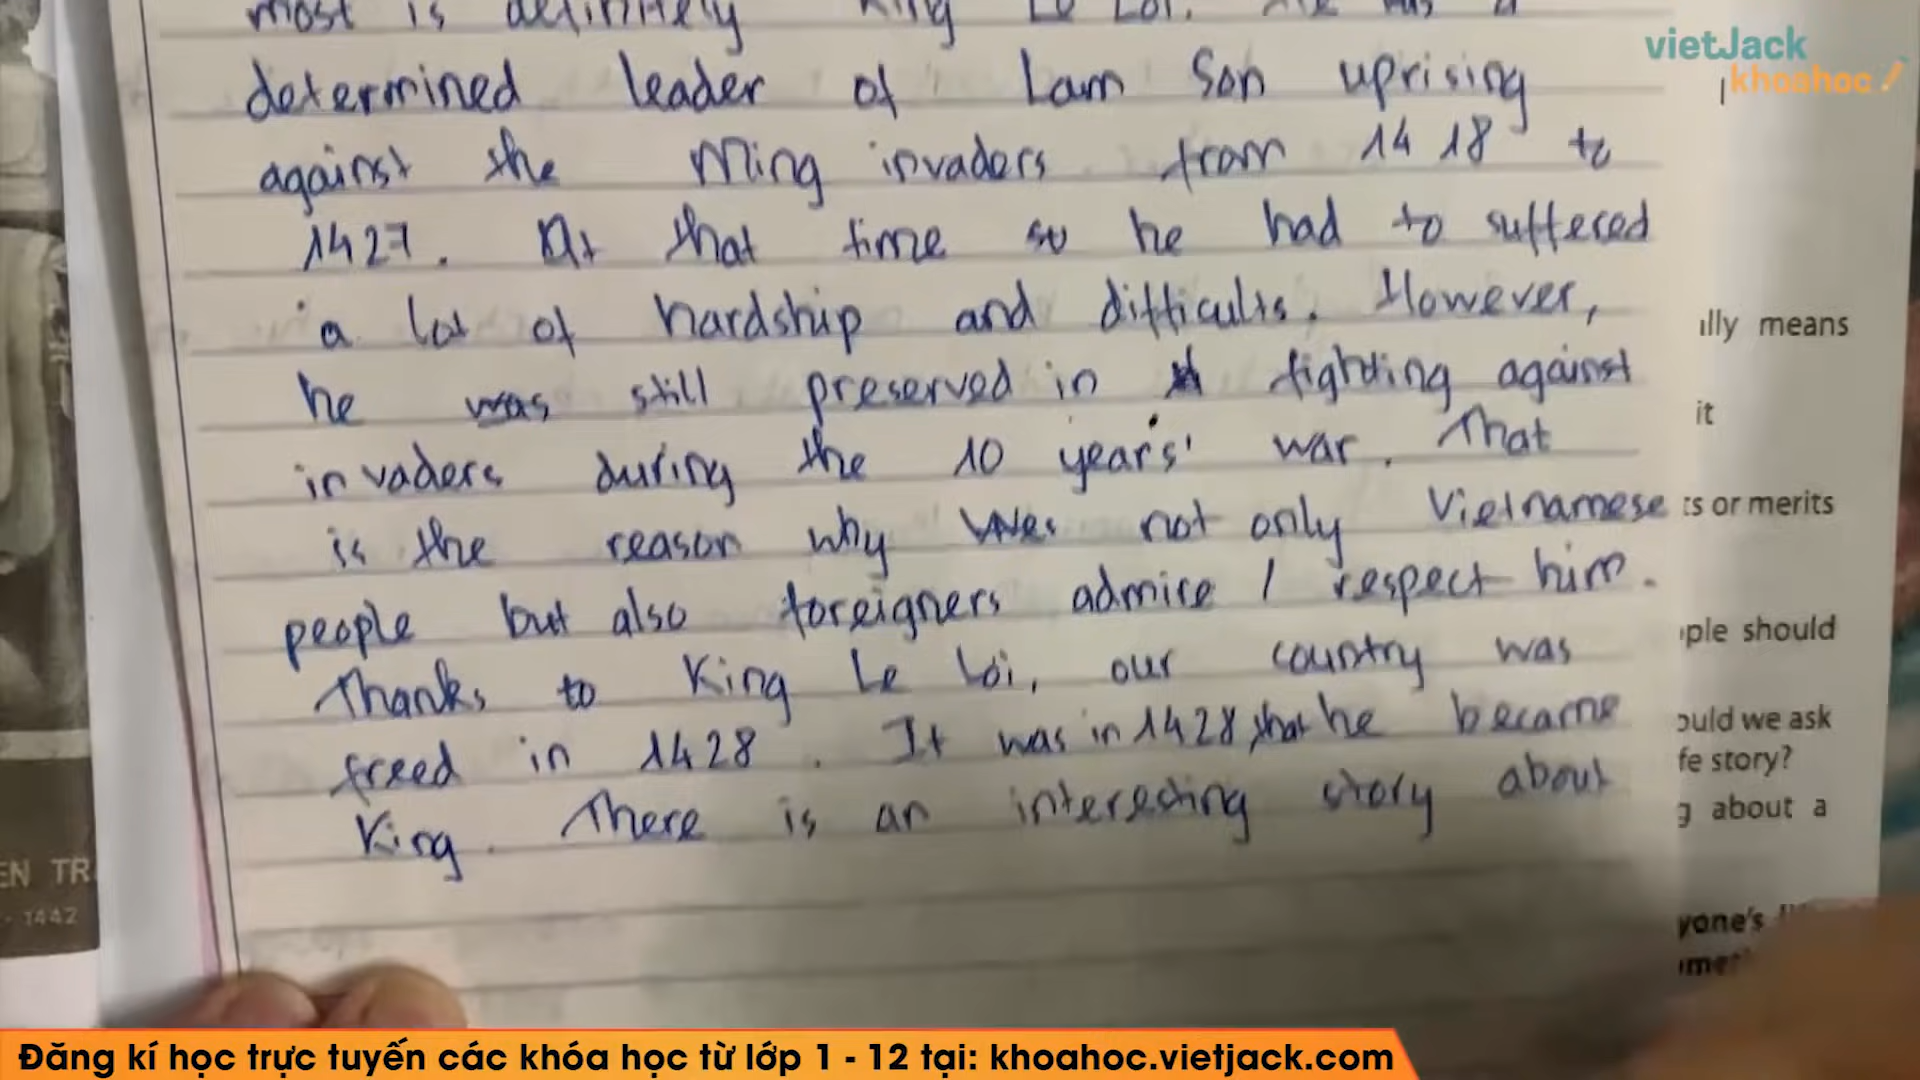 most is definitely King Le Loi. He was a
determined leader of Lam Son uprising
against the Ming invaders from 1418 to
1427. At that time so he had to suffered
a lot of hardship and difficults. However,
he was still preserved in fighting against
invaders during the 10 years' war. That
is the reason why not only Vietnamese
people but also foreigners admire / respect him.
Thanks to King Le Loi, our country was
freed in 1428. It was in 1428 that he became
King. There is an interesting story about
vietJack
khoahoc
ally means
it
ts or merits
ple should
ould we ask
fe story?
g about a
yone's
EN TR
- 1442
Đăng kí học trực tuyến các khóa học từ lớp 1 - 12 tại: khoahoc.vietjack.com